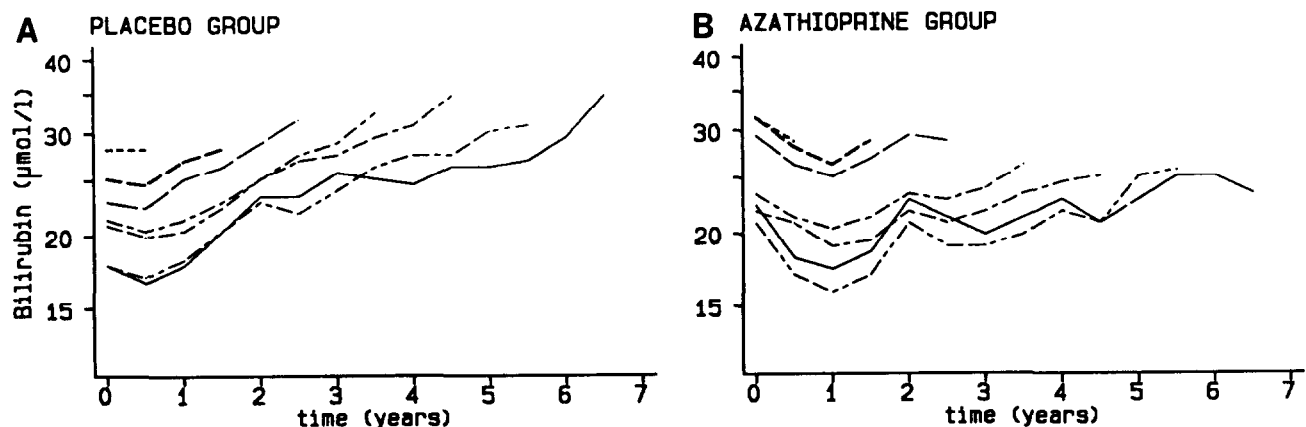 A PLACEBO GROUP
40
30
20
15
Bilirubin (µmol/l)
0 1 2 3 4 5 6 7
time (years)
B AZATHIOPRINE GROUP
40
30
20
15
0 1 2 3 4 5 6 7
time (years)